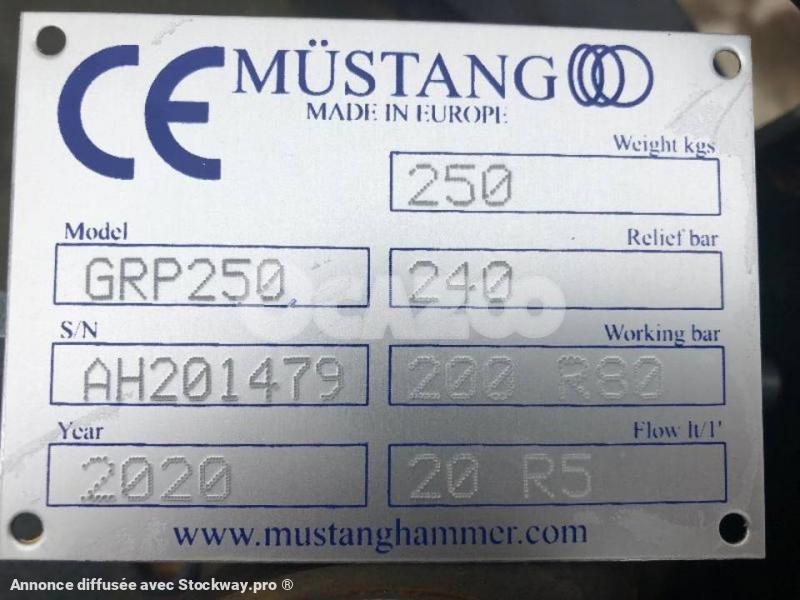 CE MÜSTANG
MADE IN EUROPE
Weight kgs
250
Model
GRP250
Relief bar
240
OCAZOO
S/N
AH201479
Working bar
200 R80
Year
2020
Flow lt/1'
20 R5
www.mustanghammer.com
Annonce diffusée avec Stockway.pro ®